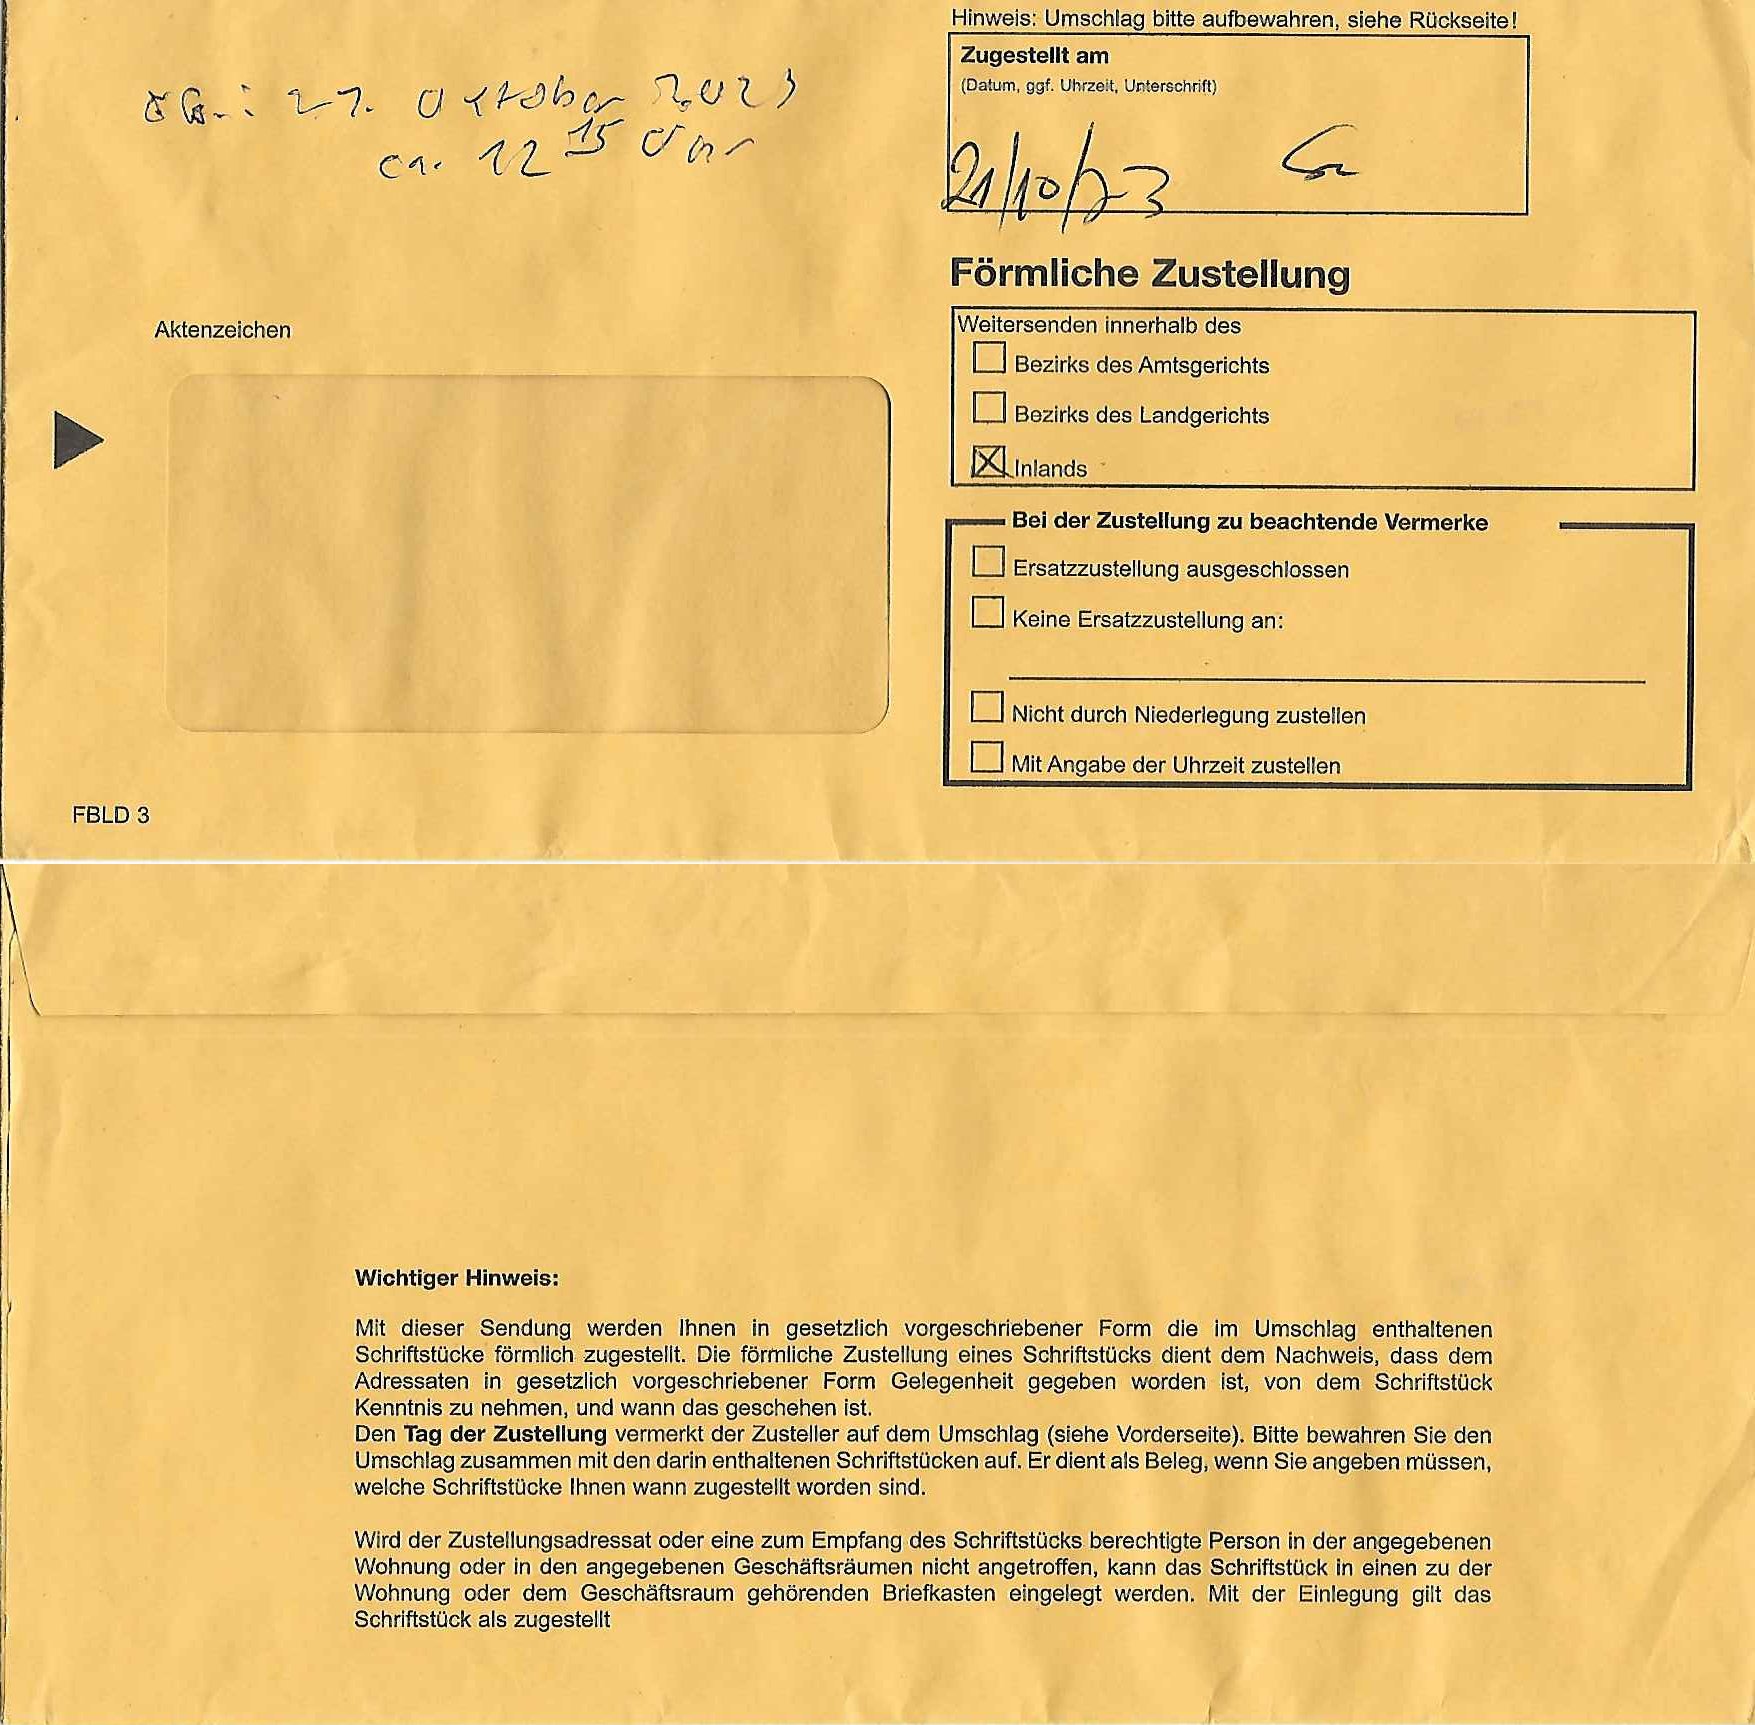 Hinweis: Umschlag bitte aufbewahren, siehe Rückseite!
Zugestellt am
(Datum, ggf. Uhrzeit, Unterschrift)
21/10/23
27. Oktober 2023
ca. 12 15 Uhr
Förmliche Zustellung
Aktenzeichen
Weitersenden innerhalb des
Bezirks des Amtsgerichts
Bezirks des Landgerichts
Inlands
Bei der Zustellung zu beachtende Vermerke
Ersatzzustellung ausgeschlossen
Keine Ersatzzustellung an:
Nicht durch Niederlegung zustellen
Mit Angabe der Uhrzeit zustellen
FBLD 3
Wichtiger Hinweis:
Mit dieser Sendung werden Ihnen in gesetzlich vorgeschriebener Form die im Umschlag enthaltenen
Schriftstücke förmlich zugestellt. Die förmliche Zustellung eines Schriftstücks dient dem Nachweis, dass dem
Adressaten in gesetzlich vorgeschriebener Form Gelegenheit gegeben worden ist, von dem Schriftstück
Kenntnis zu nehmen, und wann das geschehen ist.
Den Tag der Zustellung vermerkt der Zusteller auf dem Umschlag (siehe Vorderseite). Bitte bewahren Sie den
Umschlag zusammen mit den darin enthaltenen Schriftstücken auf. Er dient als Beleg, wenn Sie angeben müssen,
welche Schriftstücke Ihnen wann zugestellt worden sind.
Wird der Zustellungsadressat oder eine zum Empfang des Schriftstücks berechtigte Person in der angegebenen
Wohnung oder in den angegebenen Geschäftsräumen nicht angetroffen, kann das Schriftstück in einen zu der
Wohnung oder dem Geschäftsraum gehörenden Briefkasten eingelegt werden. Mit der Einlegung gilt das
Schriftstück als zugestellt